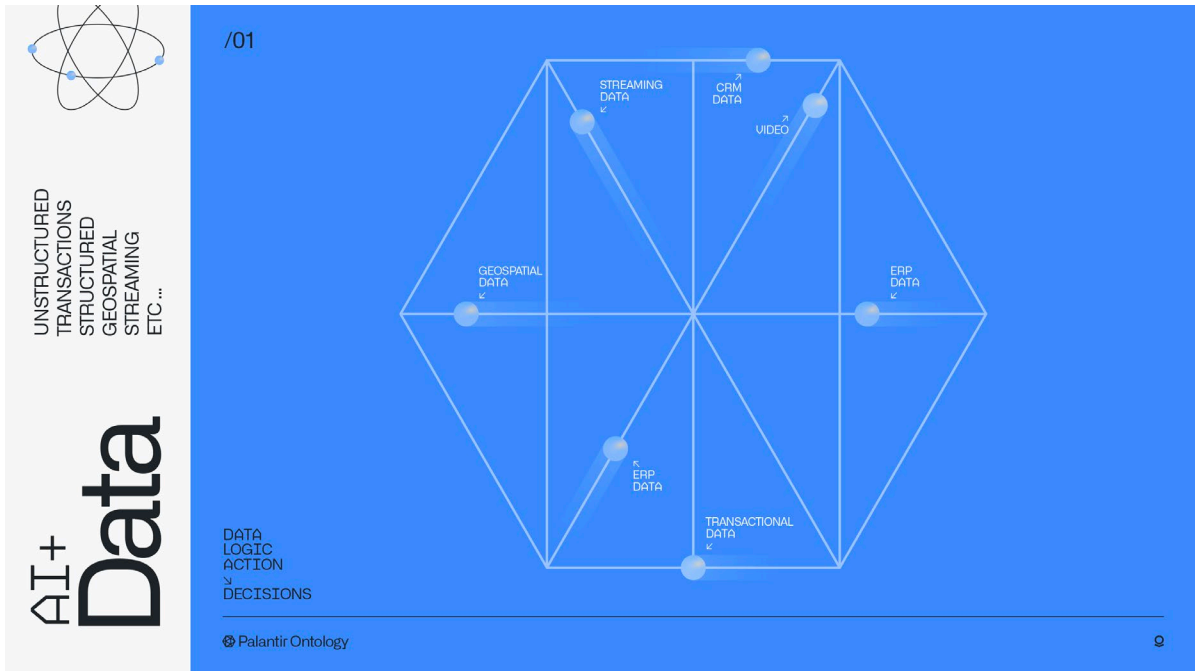 UNSTRUCTURED
TRANSACTIONS
STRUCTURED
GEOSPATIAL
STREAMING
ETC...
AI+
Data
/01
STREAMING
DATA
CRM
DATA
VIDEO
GEOSPATIAL
DATA
ERP
DATA
ERP
DATA
TRANSACTIONAL
DATA
DATA
LOGIC
ACTION
DECISIONS
Palantir Ontology